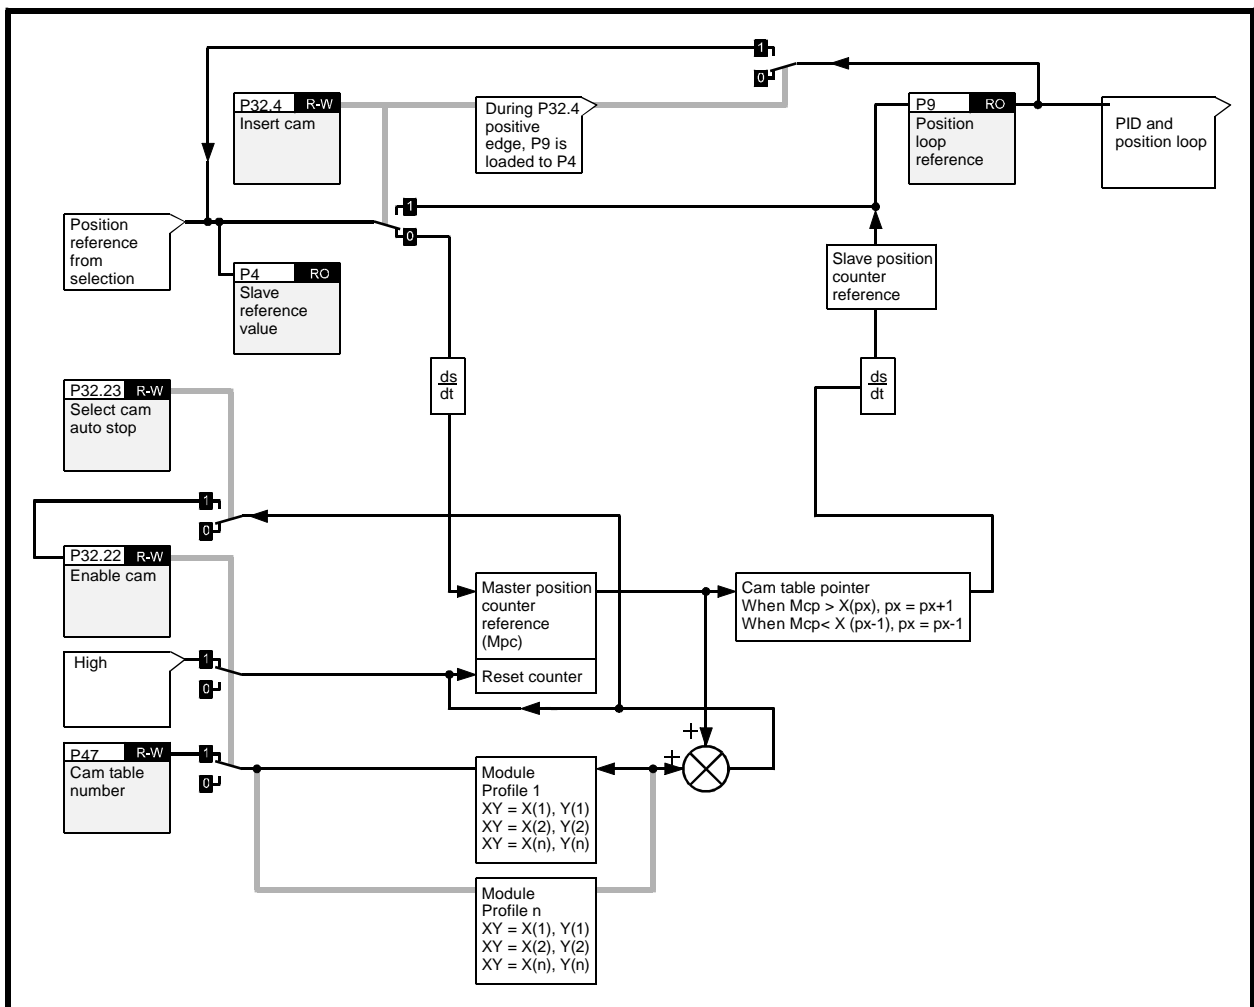 1
0
P32.4 R-W
Insert cam
During P32.4
positive
edge, P9 is
loaded to P4
P9 RO
Position
loop
reference
PID and
position loop
Position
reference
from
selection
1
0
P4 RO
Slave
reference
value
Slave position
counter
reference
ds
dt
ds
dt
P32.23 R-W
Select cam
auto stop
1
0
P32.22 R-W
Enable cam
Master position
counter
reference
(Mpc)
Reset counter
Cam table pointer
When Mcp > X(px), px = px+1
When Mcp< X (px-1), px = px-1
High
1
0
+
+
P47 R-W
Cam table
number
1
0
Module
Profile 1
XY = X(1), Y(1)
XY = X(2), Y(2)
XY = X(n), Y(n)
Module
Profile n
XY = X(1), Y(1)
XY = X(2), Y(2)
XY = X(n), Y(n)